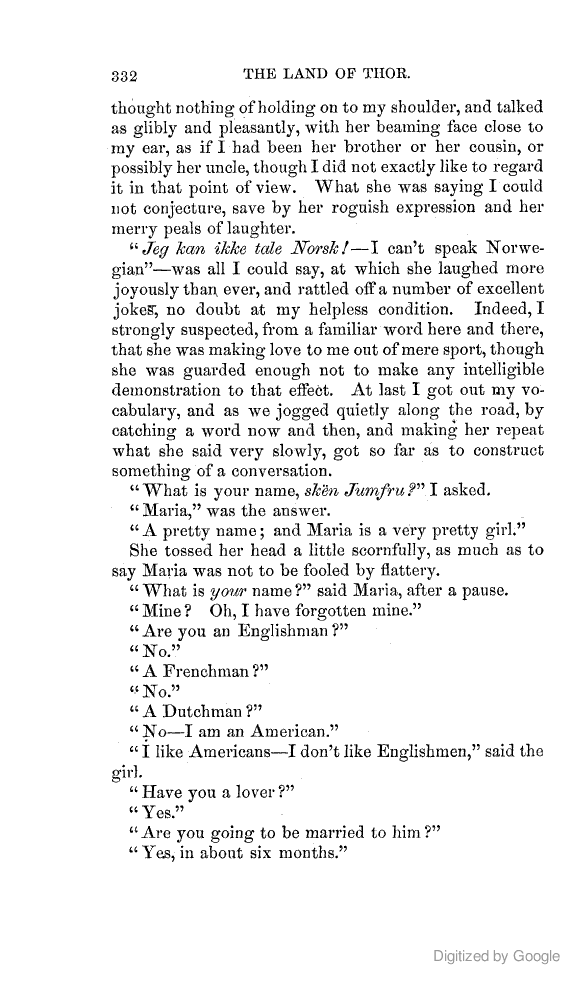 332 THE LAND OF THOR.
thought nothing of holding on to my shoulder, and talked
as glibly and pleasantly, with her beaming face close to
my ear, as if I had been her brother or her cousin, or
possibly her uncle, though I did not exactly like to regard
it in that point of view. What she was saying I could
not conjecture, save by her roguish expression and her
merry peals of laughter.
"Jeg kan ikke tale Norsk!—I can't speak Norwe-
gian"—was all I could say, at which she laughed more
joyously than ever, and rattled off a number of excellent
jokes, no doubt at my helpless condition. Indeed, I
strongly suspected, from a familiar word here and there,
that she was making love to me out of mere sport, though
she was guarded enough not to make any intelligible
demonstration to that effect. At last I got out my vo-
cabulary, and as we jogged quietly along the road, by
catching a word now and then, and making her repeat
what she said very slowly, got so far as to construct
something of a conversation.
"What is your name, skën Jumfru?" I asked.
"Maria," was the answer.
"A pretty name; and Maria is a very pretty girl."
She tossed her head a little scornfully, as much as to
say Maria was not to be fooled by flattery.
"What is your name?" said Maria, after a pause.
"Mine? Oh, I have forgotten mine."
"Are you an Englishman?"
"No."
"A Frenchman?"
"No."
"A Dutchman?"
"No—I am an American."
"I like Americans—I don't like Englishmen," said the
girl.
"Have you a lover?"
"Yes."
"Are you going to be married to him?"
"Yes, in about six months."
Digitized by Google